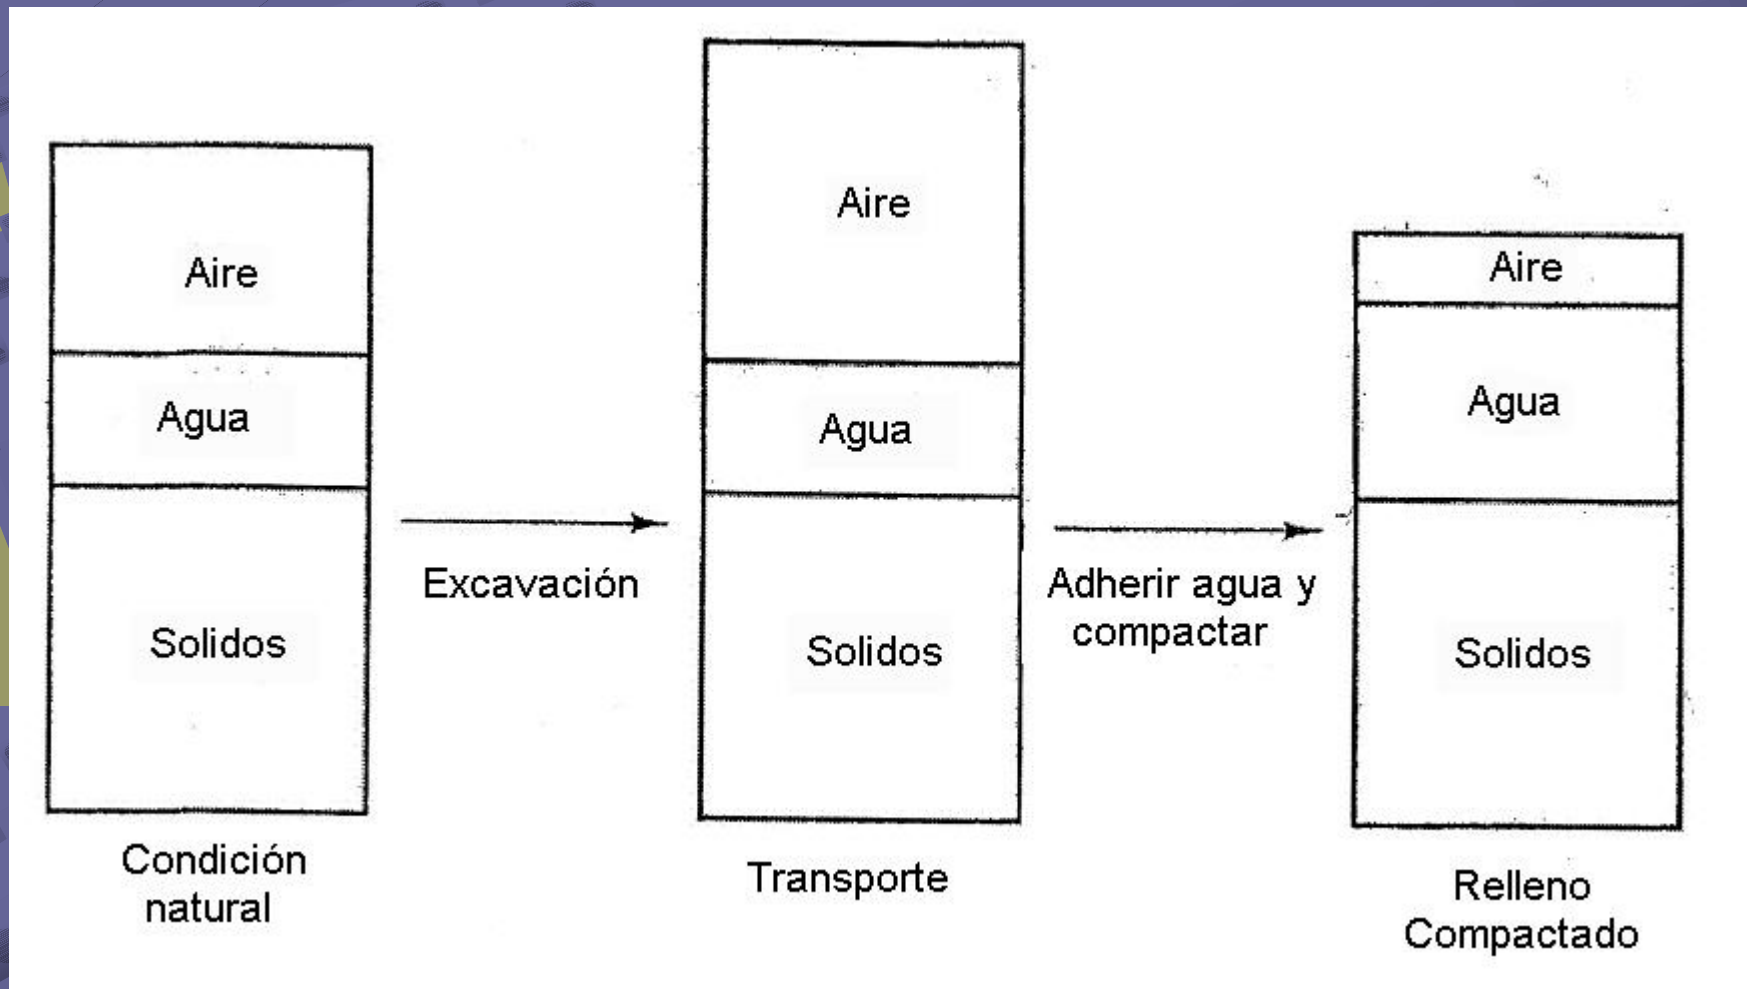 Aire
Agua
Solidos
Condición
natural
Excavación
Aire
Agua
Solidos
Transporte
Adherir agua y
compactar
Aire
Agua
Solidos
Relleno
Compactado